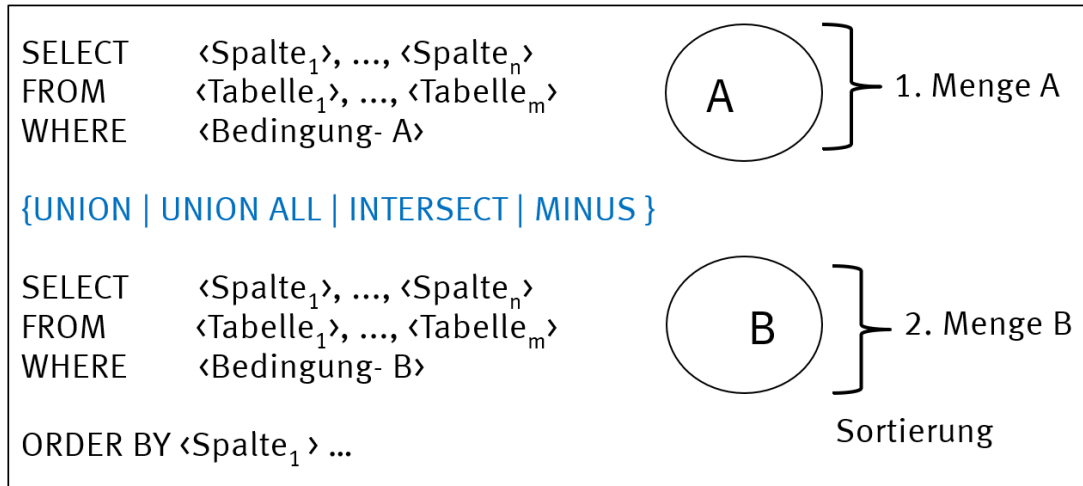 SELECT ‹Spalte₁›, ..., ‹Spalteₙ›
FROM ‹Tabelle₁›, ..., ‹Tabelleₘ›
WHERE ‹Bedingung- A›
A
1. Menge A
{UNION | UNION ALL | INTERSECT | MINUS }
SELECT ‹Spalte₁›, ..., ‹Spalteₙ›
FROM ‹Tabelle₁›, ..., ‹Tabelleₘ›
WHERE ‹Bedingung- B›
B
2. Menge B
ORDER BY ‹Spalte₁ › ...
Sortierung